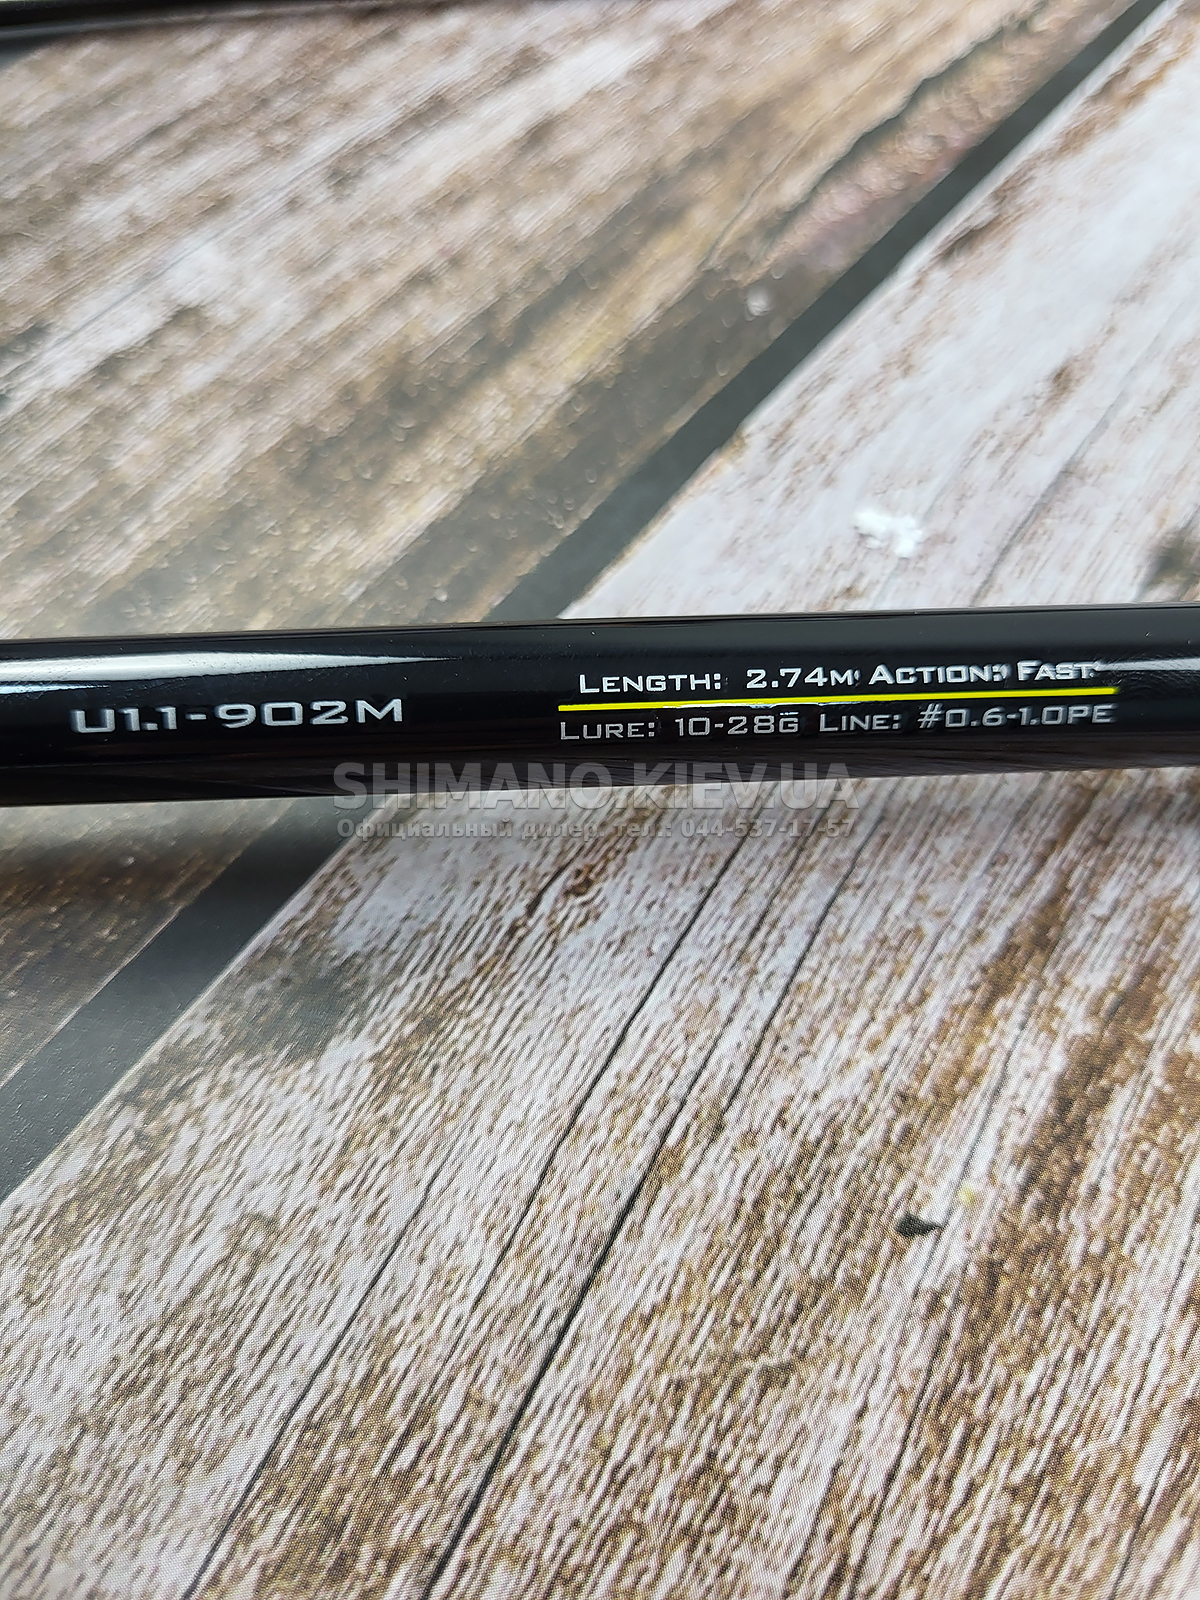 U1.1-902M
LENGTH: 2.74M ACTION: FAST
LURE: 10-28G LINE: #0.6-1.0PE
SHIMANO.KIEV.UA
Официальный дилер. тел.: 044-537-17-57